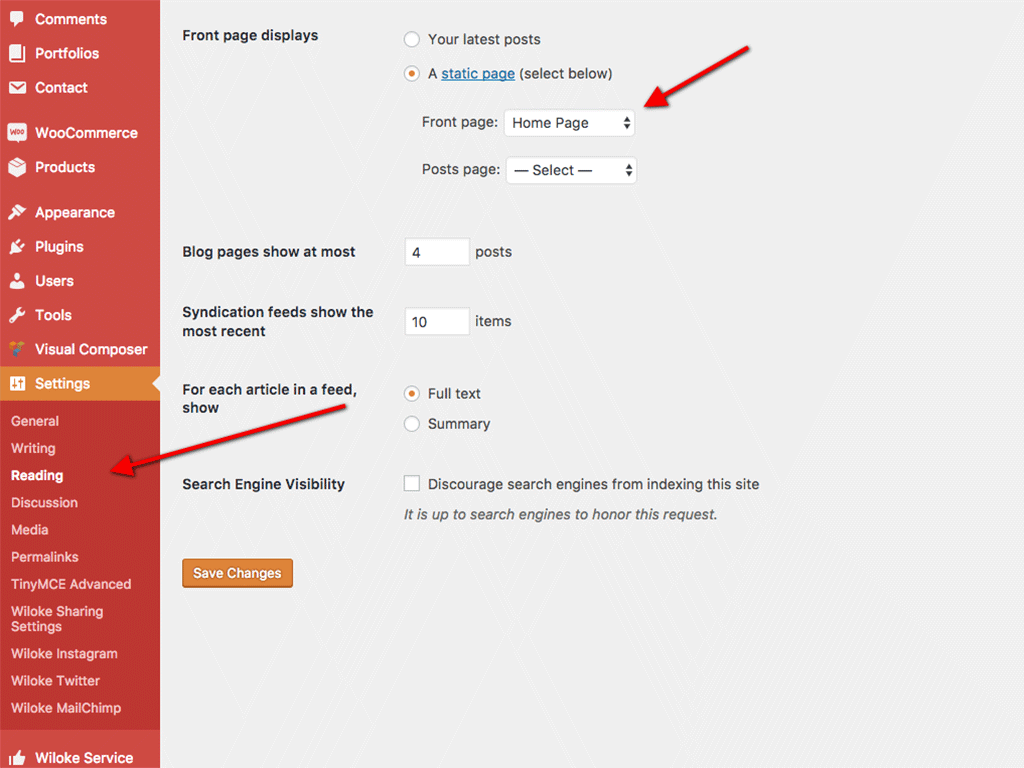 Comments
Portfolios
Contact
WOO
WooCommerce
Products
Appearance
Plugins
Users
Tools
Visual Composer
Settings
General
Writing
Reading
Discussion
Media
Permalinks
TinyMCE Advanced
Wiloke Sharing
Settings
Wiloke Instagram
Wiloke Twitter
Wiloke MailChimp
Wiloke Service
Front page displays
Your latest posts
A static page (select below)
Front page: Home Page
Posts page: — Select —
Blog pages show at most 4 posts
Syndication feeds show the
most recent
10 items
For each article in a feed,
show
Full text
Summary
Search Engine Visibility
Discourage search engines from indexing this site
It is up to search engines to honor this request.
Save Changes